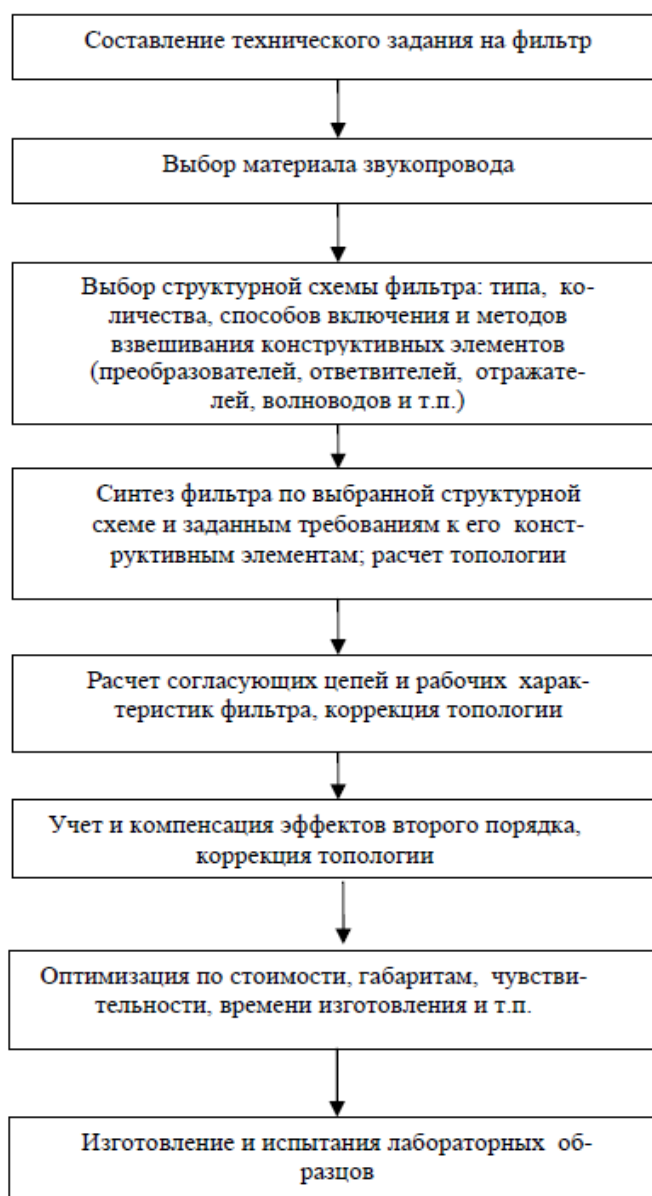 Составление технического задания на фильтр
Выбор материала звукопровода
Выбор структурной схемы фильтра: типа, ко-
личества, способов включения и методов
взвешивания конструктивных элементов
(преобразователей, ответвителей, отражате-
лей, волноводов и т.п.)
Синтез фильтра по выбранной структурной
схеме и заданным требованиям к его конст-
руктивным элементам; расчет топологии
Расчет согласующих цепей и рабочих харак-
теристик фильтра, коррекция топологии
Учет и компенсация эффектов второго порядка,
коррекция топологии
Оптимизация по стоимости, габаритам, чувстви-
тельности, времени изготовления и т.п.
Изготовление и испытания лабораторных об-
разцов